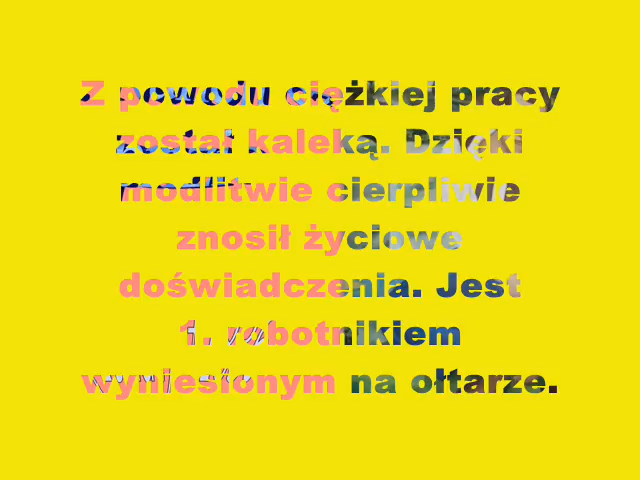 Z powodu ciężkiej pracy
został kaleką. Dzięki
modlitwie cierpliwie
znosił życiowe
doświadczenia. Jest
1. robotnikiem
wyniesionym na ołtarze.